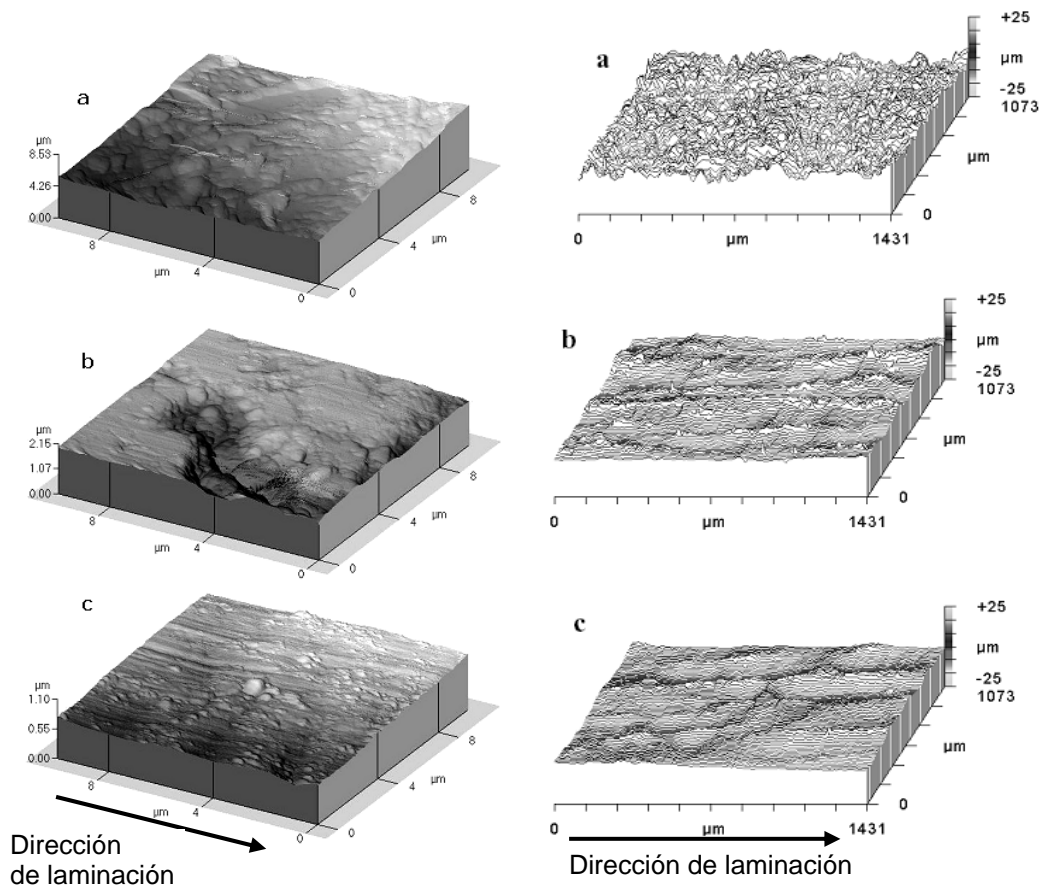 a
µm
8.53
4.26
0.00
8
µm
4
0
0
4
µm
8
b
µm
2.15
1.07
0.00
8
µm
4
0
0
4
µm
8
c
µm
1.10
0.55
0.00
8
µm
4
0
0
4
µm
8
Dirección
de laminación
a
+25
µm
-25
1073
µm
0
0
µm
1431
b
+25
µm
-25
1073
µm
0
0
µm
1431
c
+25
µm
-25
1073
µm
0
0
µm
1431
Dirección de laminación